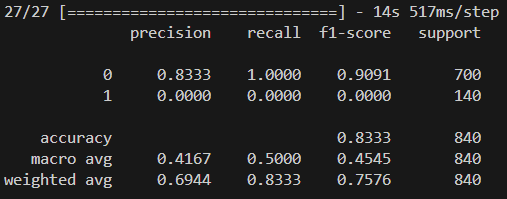 27/27 [==============================] - 14s 517ms/step
precision recall f1-score support
0 0.8333 1.0000 0.9091 700
1 0.0000 0.0000 0.0000 140
accuracy 0.8333 840
macro avg 0.4167 0.5000 0.4545 840
weighted avg 0.6944 0.8333 0.7576 840